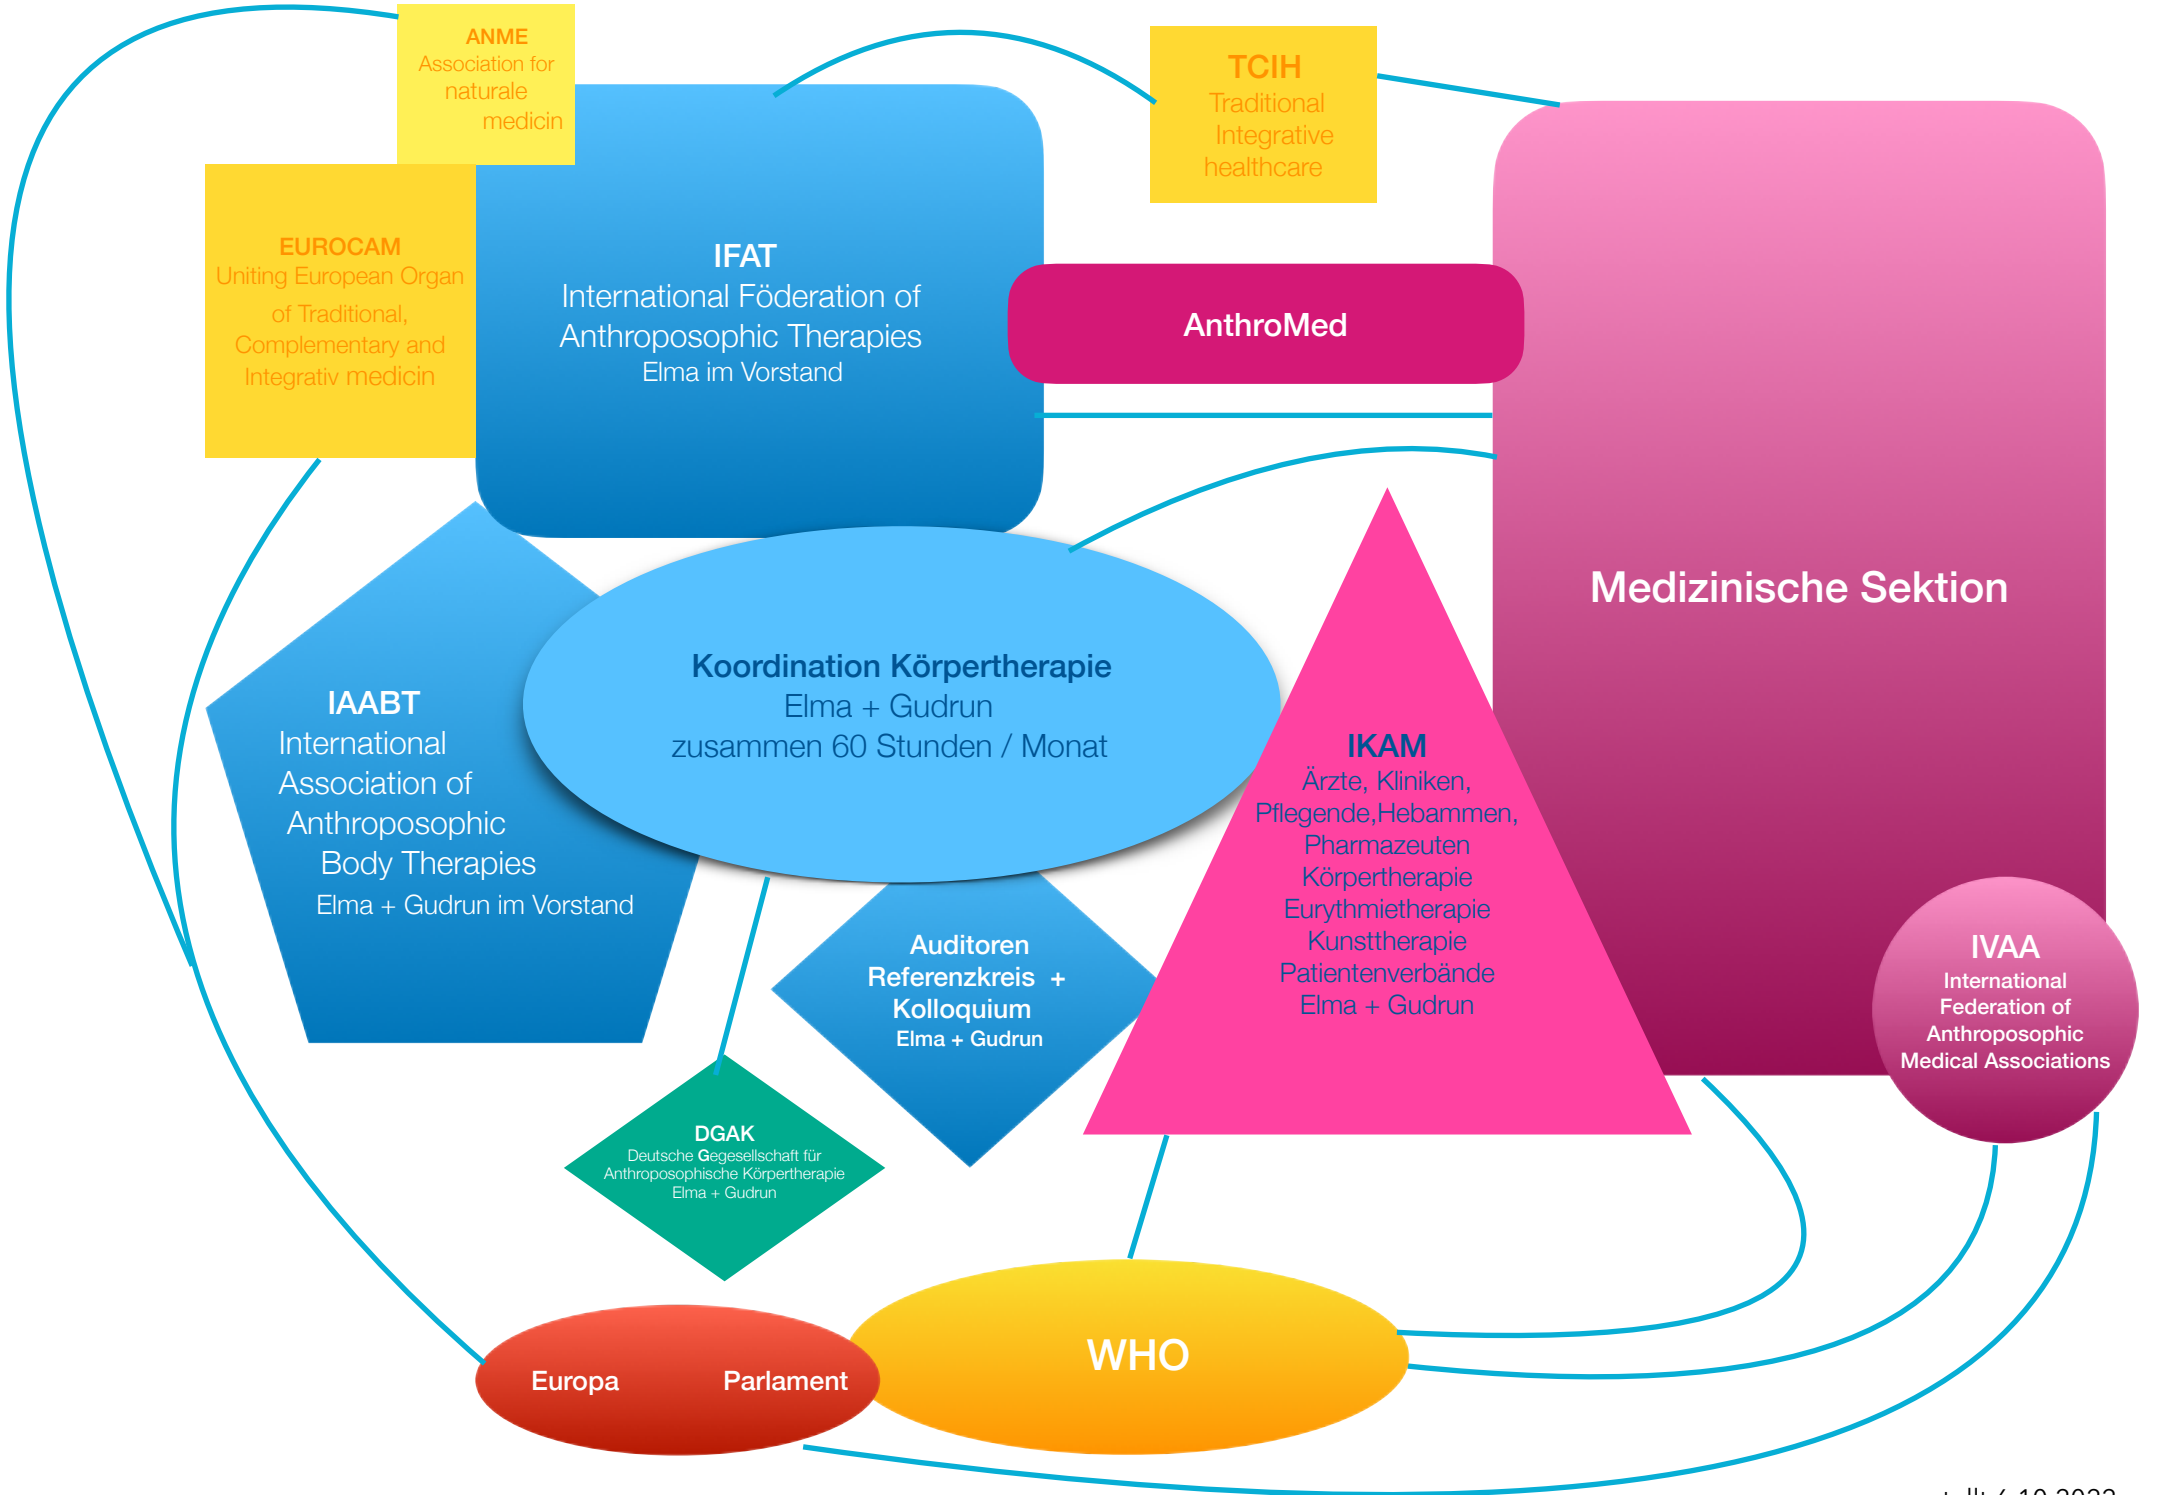 ANME
Association for
naturale
medicin
TCIH
Traditional
Integrative
healthcare
EUROCAM
Uniting European Organ
of Traditional,
Complementary and
Integrativ medicin
IFAT
International Föderation of
Anthroposophic Therapies
Elma im Vorstand
AnthroMed
Medizinische Sektion
Koordination Körpertherapie
Elma + Gudrun
zusammen 60 Stunden / Monat
IAABT
International
Association of
Anthroposophic
Body Therapies
Elma + Gudrun im Vorstand
IKAM
Ärzte, Kliniken,
Pflegende,Hebammen,
Pharmazeuten
Körpertherapie
Eurythmietherapie
Kunsttherapie
Patientenverbände
Elma + Gudrun
Auditoren
Referenzkreis +
Kolloquium
Elma + Gudrun
IVAA
International
Federation of
Anthroposophic
Medical Associations
DGAK
Deutsche Gegesellschaft für
Anthroposophische Körpertherapie
Elma + Gudrun
WHO
Europa Parlament